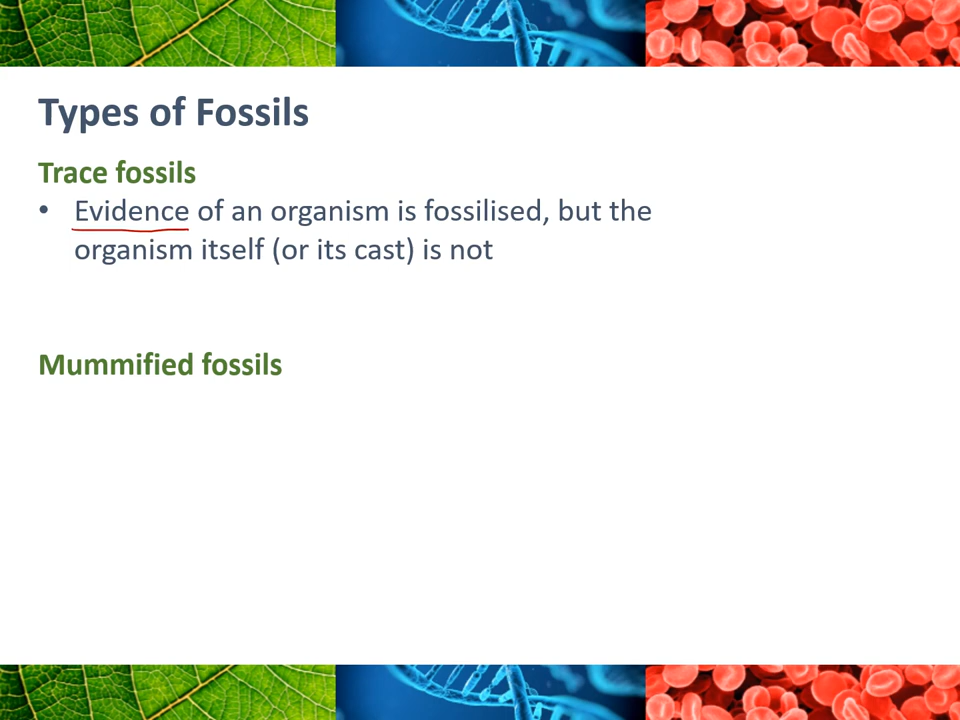 Types of Fossils
Trace fossils
• Evidence of an organism is fossilised, but the
organism itself (or its cast) is not
Mummified fossils